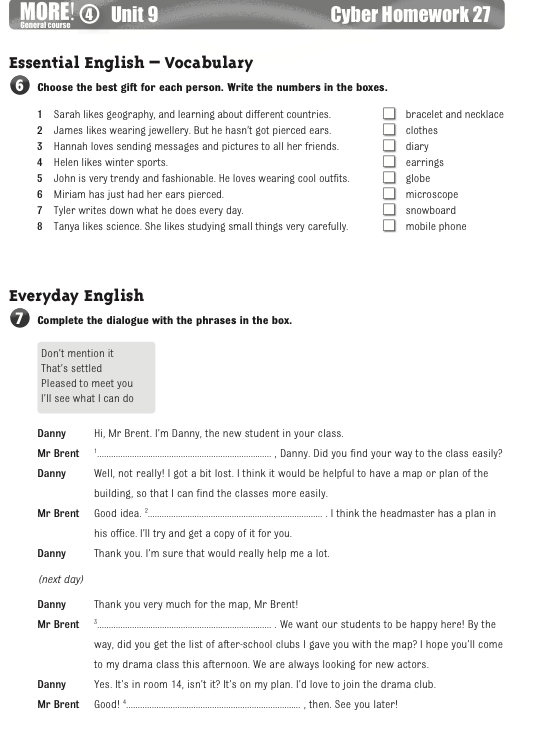 MORE! 4 Unit 9 Cyber Homework 27
General course
Essential English – Vocabulary
6 Choose the best gift for each person. Write the numbers in the boxes.
1 Sarah likes geography, and learning about different countries. bracelet and necklace
2 James likes wearing jewellery. But he hasn't got pierced ears. clothes
3 Hannah loves sending messages and pictures to all her friends. diary
4 Helen likes winter sports. earrings
5 John is very trendy and fashionable. He loves wearing cool outfits. globe
6 Miriam has just had her ears pierced. microscope
7 Tyler writes down what he does every day. snowboard
8 Tanya likes science. She likes studying small things very carefully. mobile phone
Everyday English
7 Complete the dialogue with the phrases in the box.
Don't mention it
That's settled
Pleased to meet you
I'll see what I can do
Danny Hi, Mr Brent. I'm Danny, the new student in your class.
Mr Brent 1 , Danny. Did you find your way to the class easily?
Danny Well, not really! I got a bit lost. I think it would be helpful to have a map or plan of the
building, so that I can find the classes more easily.
Mr Brent Good idea. 2 . I think the headmaster has a plan in
his office. I'll try and get a copy of it for you.
Danny Thank you. I'm sure that would really help me a lot.
(next day)
Danny Thank you very much for the map, Mr Brent!
Mr Brent 3 . We want our students to be happy here! By the
way, did you get the list of after-school clubs I gave you with the map? I hope you'll come
to my drama class this afternoon. We are always looking for new actors.
Danny Yes. It's in room 14, isn't it? It's on my plan. I'd love to join the drama club.
Mr Brent Good! 4 , then. See you later!